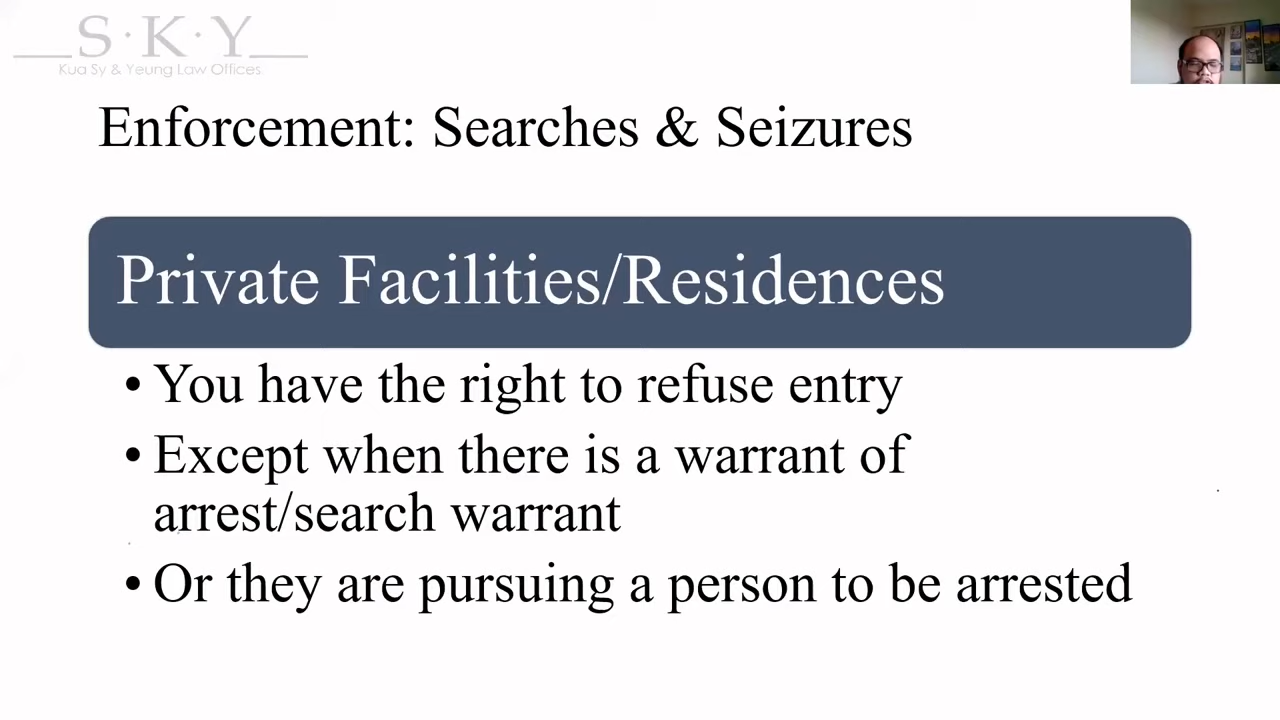 S·K·Y
Kua Sy & Yeung Law Offices
Enforcement: Searches & Seizures
Private Facilities/Residences
• You have the right to refuse entry
• Except when there is a warrant of
arrest/search warrant
• Or they are pursuing a person to be arrested